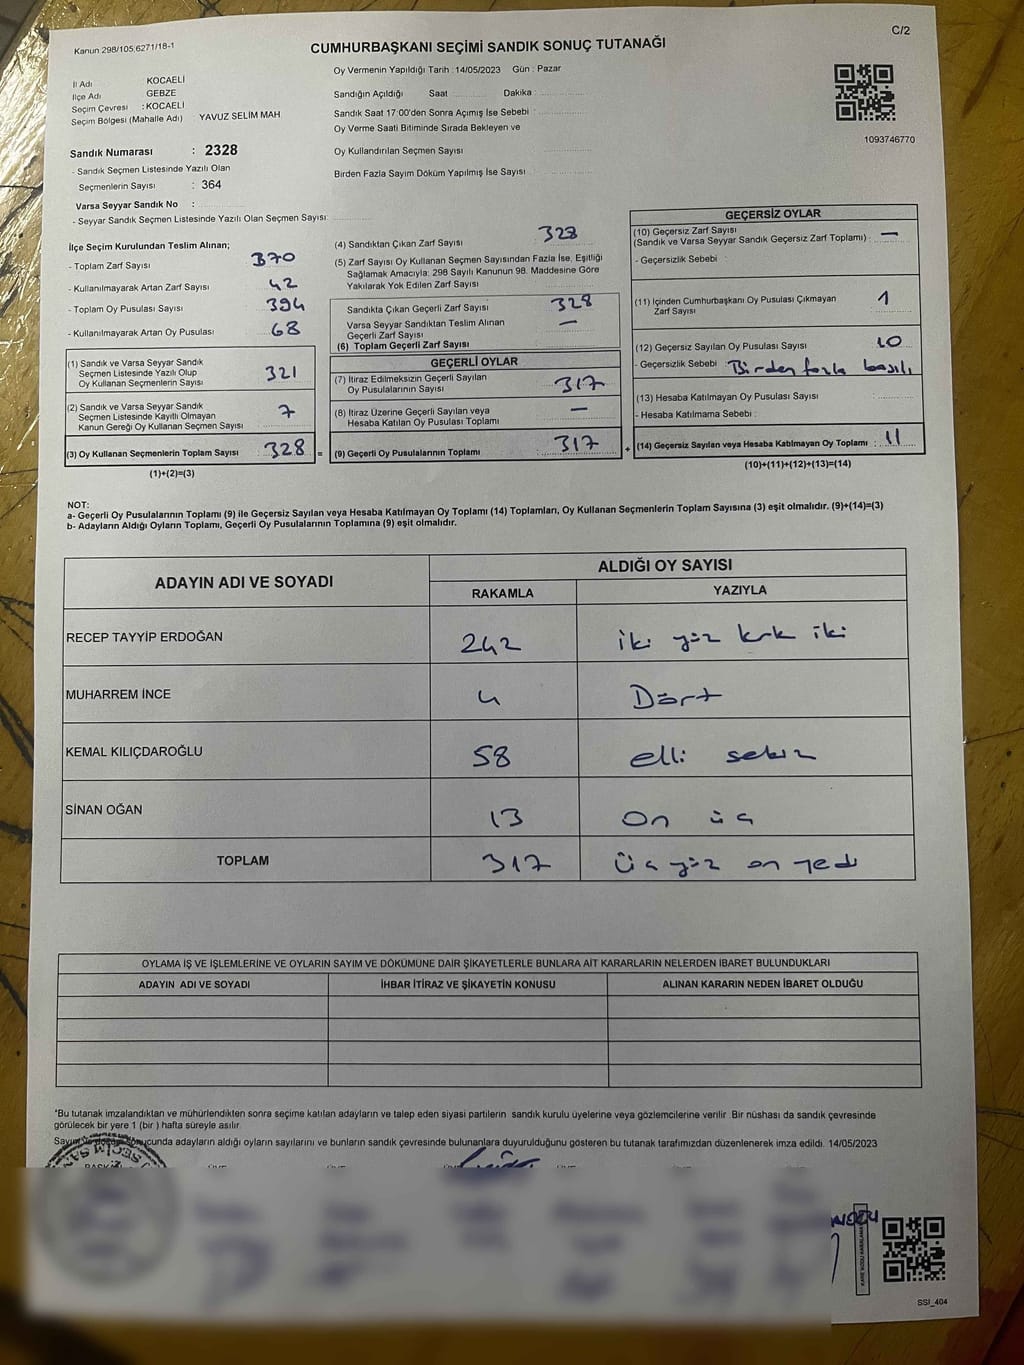 Kanun 298/105;6271/18-1
C/2
CUMHURBAŞKANI SEÇİMİ SANDIK SONUÇ TUTANAĞI
İl Adı KOCAELİ
İlçe Adı GEBZE
Seçim Çevresi : KOCAELİ
Seçim Bölgesi (Mahalle Adı) YAVUZ SELİM MAH
Sandık Numarası : 2328
- Sandık Seçmen Listesinde Yazılı Olan
Seçmenlerin Sayısı : 364
Varsa Seyyar Sandık No :
- Seyyar Sandık Seçmen Listesinde Yazılı Olan Seçmen Sayısı:
Oy Vermenin Yapıldığı Tarih :14/05/2023 Gün : Pazar
Sandığın Açıldığı Saat Dakika :
Sandık Saat 17:00'den Sonra Açımış İse Sebebi :
Oy Verme Saati Bitiminde Sırada Bekleyen ve
Oy Kullandırılan Seçmen Sayısı
Birden Fazla Sayım Döküm Yapılmış İse Sayısı
1093746770
İlçe Seçim Kurulundan Teslim Alınan;
- Toplam Zarf Sayısı 370
- Kullanılmayarak Artan Zarf Sayısı 42
- Toplam Oy Pusulası 394
- Kullanılmayarak Artan Oy Pusulası 68
(1) Sandık ve Varsa Seyyar Sandık
Seçmen Listesinde Yazılı Olup
Oy Kullanan Seçmenlerin Sayısı 321
(2) Sandık ve Varsa Seyyar Sandık
Seçmen Listesinde Kayıtlı Olmayan
Kanun Gereği Oy Kullanan Seçmen Sayısı 7
(3) Oy Kullanan Seçmenlerin Toplam Sayısı : 328 =
(1)+(2)=(3)
(4) Sandıktan Çıkan Zarf Sayısı 328
(5) Zarf Sayısı Oy Kullanan Seçmen Sayısından Fazla İse, Eşitliği
Sağlamak Amacıyla; 298 Sayılı Kanunun 98. Maddesine Göre
Yakılarak Yok Edilen Zarf Sayısı
Sandıkta Çıkan Geçerli Zarf Sayısı 328
Varsa Seyyar Sandıktan Teslim Alınan
Geçerli Zarf Sayısı —
(6) Toplam Geçerli Zarf Sayısı
GEÇERLİ OYLAR
(7) İtiraz Edilmeksizin Geçerli Sayılan
Oy Pusulalarının Sayısı 317
(8) İtiraz Üzerine Geçerli Sayılan veya
Hesaba Katılan Oy Pusulası Toplamı —
(9) Geçerli Oy Pusulalarının Toplamı 317 +
GEÇERSİZ OYLAR
(10) Geçersiz Zarf Sayısı
(Sandık ve Varsa Seyyar Sandık Geçersiz Zarf Toplamı) : —
- Geçersizlik Sebebi
(11) İçinden Cumhurbaşkanı Oy Pusulası Çıkmayan
Zarf Sayısı 1
(12) Geçersiz Sayılan Oy Pusulası Sayısı 10
- Geçersizlik Sebebi : Birden fazla basılı
(13) Hesaba Katılmayan Oy Pusulası Sayısı
- Hesaba Katılmama Sebebi :
(14) Geçersiz Sayılan veya Hesaba Katılmayan Oy Toplamı : 11
(10)+(11)+(12)+(13)=(14)
NOT:
a- Geçerli Oy Pusulalarının Toplamı (9) ile Geçersiz Sayılan veya Hesaba Katılmayan Oy Toplamı (14) Toplamları, Oy Kullanan Seçmenlerin Toplam Sayısına (3) eşit olmalıdır. (9)+(14)=(3)
b- Adayların Aldığı Oyların Toplamı, Geçerli Oy Pusulalarının Toplamına (9) eşit olmalıdır.
ADAYIN ADI VE SOYADI
ALDIĞI OY SAYISI
RAKAMLA YAZIYLA
RECEP TAYYİP ERDOĞAN 242 iki yüz kırk iki
MUHARREM İNCE 4 Dört
KEMAL KILIÇDAROĞLU 58 elli sekiz
SİNAN OĞAN 13 On üç
TOPLAM 317 Üç yüz on yedi
OYLAMA İŞ VE İŞLEMLERİNE VE OYLARIN SAYIM VE DÖKÜMÜNE DAİR ŞİKAYETLERLE BUNLARA AİT KARARLARIN NELERDEN İBARET BULUNDUKLARI
ADAYIN ADI VE SOYADI İHBAR İTİRAZ VE ŞİKAYETİN KONUSU ALINAN KARARIN NEDEN İBARET OLDUĞU
*Bu tutanak imzalandıktan ve mühürlendikten sonra seçime katılan adayların ve talep eden siyasi partilerin sandık kurulu üyelerine veya gözlemcilerine verilir. Bir nüshası da sandık çevresinde
görülecek bir yere 1 (bir ) hafta süreyle asılır.
Sayım ve döküm sonucunda adayların aldığı oyların sayılarını ve bunların sandık çevresinde bulunanlara duyurulduğunu gösteren bu tutanak tarafımızdan düzenlenerek imza edildi. 14/05/2023
KARE KODU KARALAMA
SSI_404